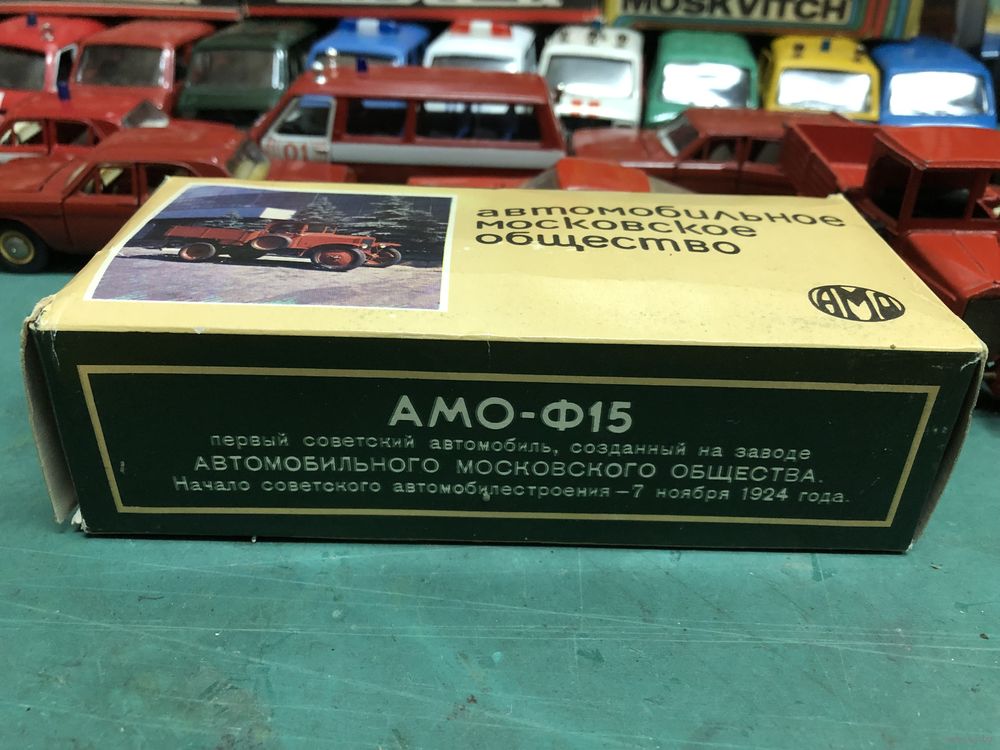 MOSKVITCH
01
автомобильное
московское
общество
АМО
АМО-Ф15
первый советский автомобиль, созданный на заводе
АВТОМОБИЛЬНОГО МОСКОВСКОГО ОБЩЕСТВА.
Начало советского автомобилестроения – 7 ноября 1924 года.